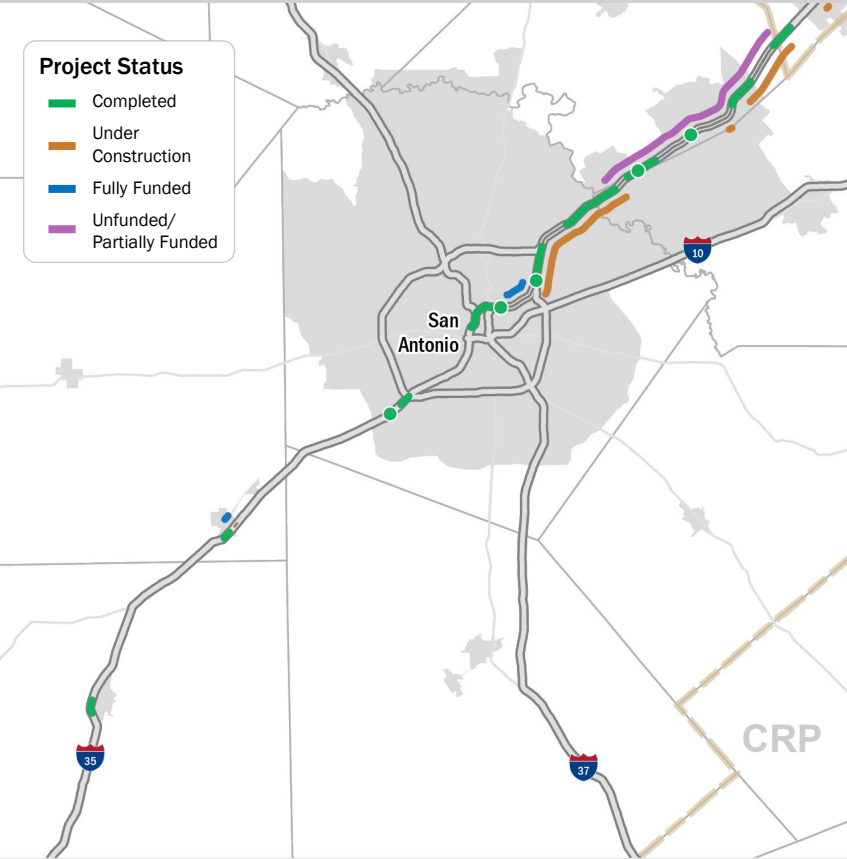 Project Status
Completed
Under
Construction
Fully Funded
Unfunded/
Partially Funded
10
San
Antonio
CRP
35
37